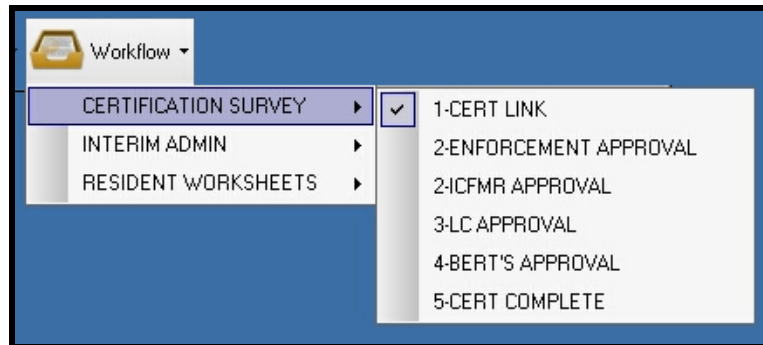 Workflow
CERTIFICATION SURVEY
INTERIM ADMIN
RESIDENT WORKSHEETS
1-CERT LINK
2-ENFORCEMENT APPROVAL
2-ICFMR APPROVAL
3-LC APPROVAL
4-BERT'S APPROVAL
5-CERT COMPLETE